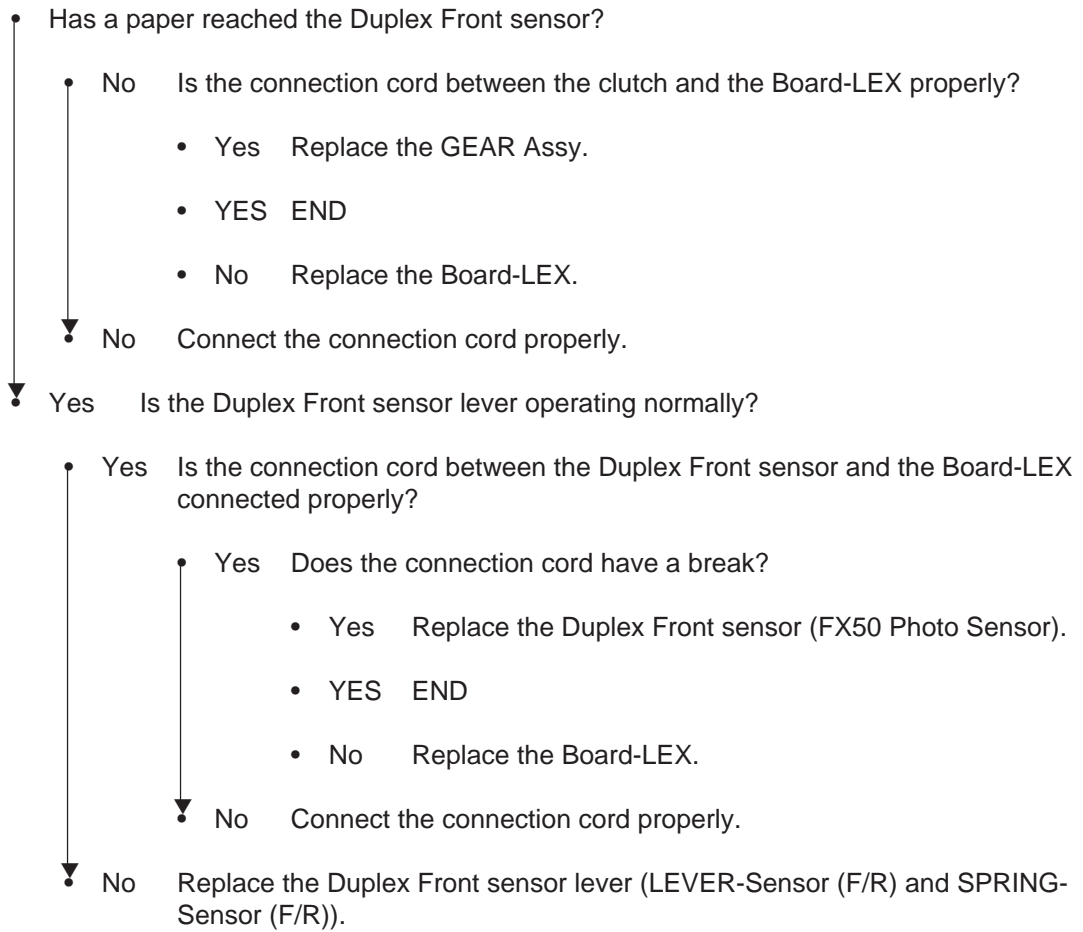 • Has a paper reached the Duplex Front sensor?
• No Is the connection cord between the clutch and the Board-LEX properly?
• Yes Replace the GEAR Assy.
• YES END
• No Replace the Board-LEX.
• No Connect the connection cord properly.
• Yes Is the Duplex Front sensor lever operating normally?
• Yes Is the connection cord between the Duplex Front sensor and the Board-LEX
connected properly?
• Yes Does the connection cord have a break?
• Yes Replace the Duplex Front sensor (FX50 Photo Sensor).
• YES END
• No Replace the Board-LEX.
• No Connect the connection cord properly.
• No Replace the Duplex Front sensor lever (LEVER-Sensor (F/R) and SPRING-
Sensor (F/R)).